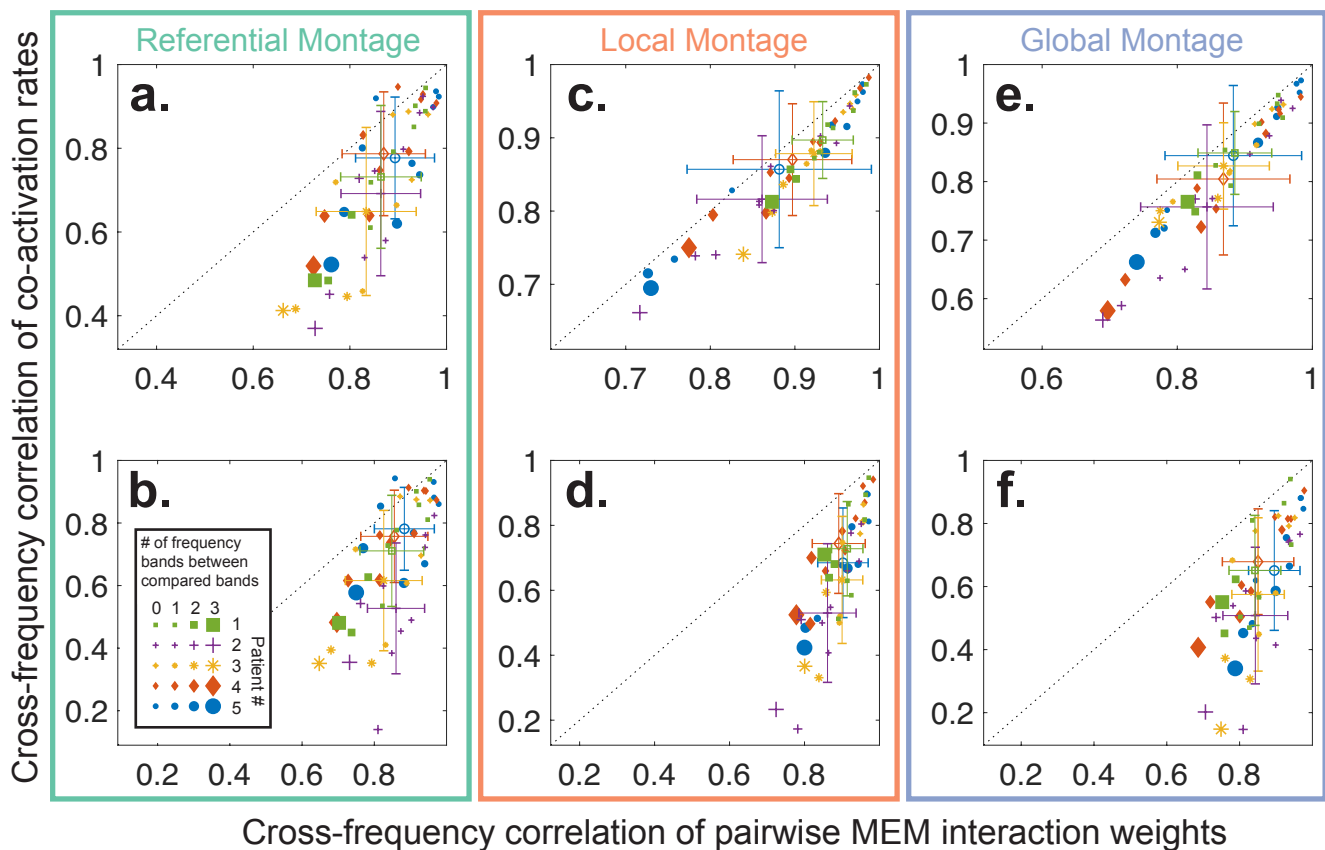 Referential Montage
Local Montage
Global Montage
Cross-frequency correlation of co-activation rates
a.
1
0.8
0.6
0.4
0.4 0.6 0.8 1
c.
1
0.9
0.8
0.7
0.7 0.8 0.9 1
e.
1
0.9
0.8
0.7
0.6
0.6 0.8 1
b.
1
0.8
0.6
0.4
0.2
0.2 0.4 0.6 0.8 1
# of frequency
bands between
compared bands
0 1 2 3
1
2
3
4
5
Patient #
d.
1
0.8
0.6
0.4
0.2
0.2 0.4 0.6 0.8 1
f.
1
0.8
0.6
0.4
0.2
0.2 0.4 0.6 0.8 1
Cross-frequency correlation of pairwise MEM interaction weights